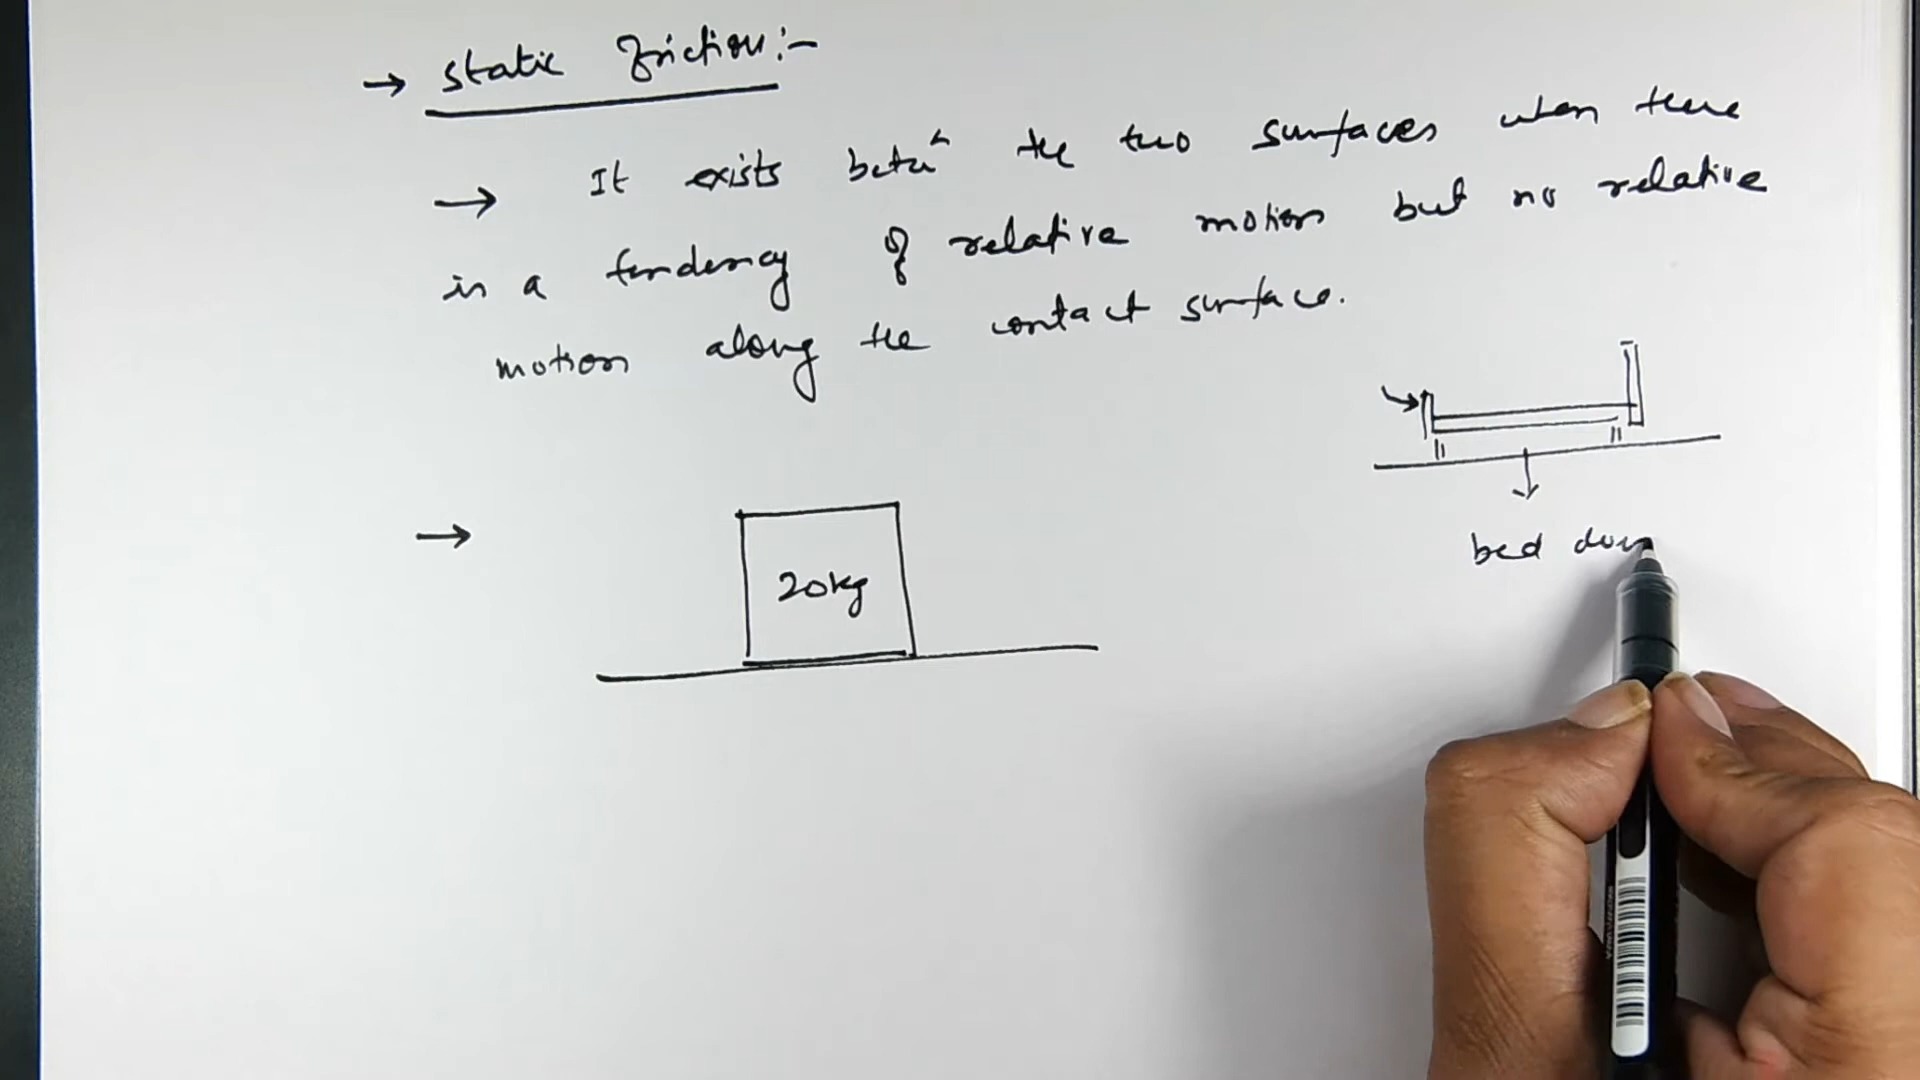 → static friction:-
→ It exists betwⁿ the two surfaces when there
is a tendency of relative motion but no relative
motion along the contact surface.
→ 20kg
bed